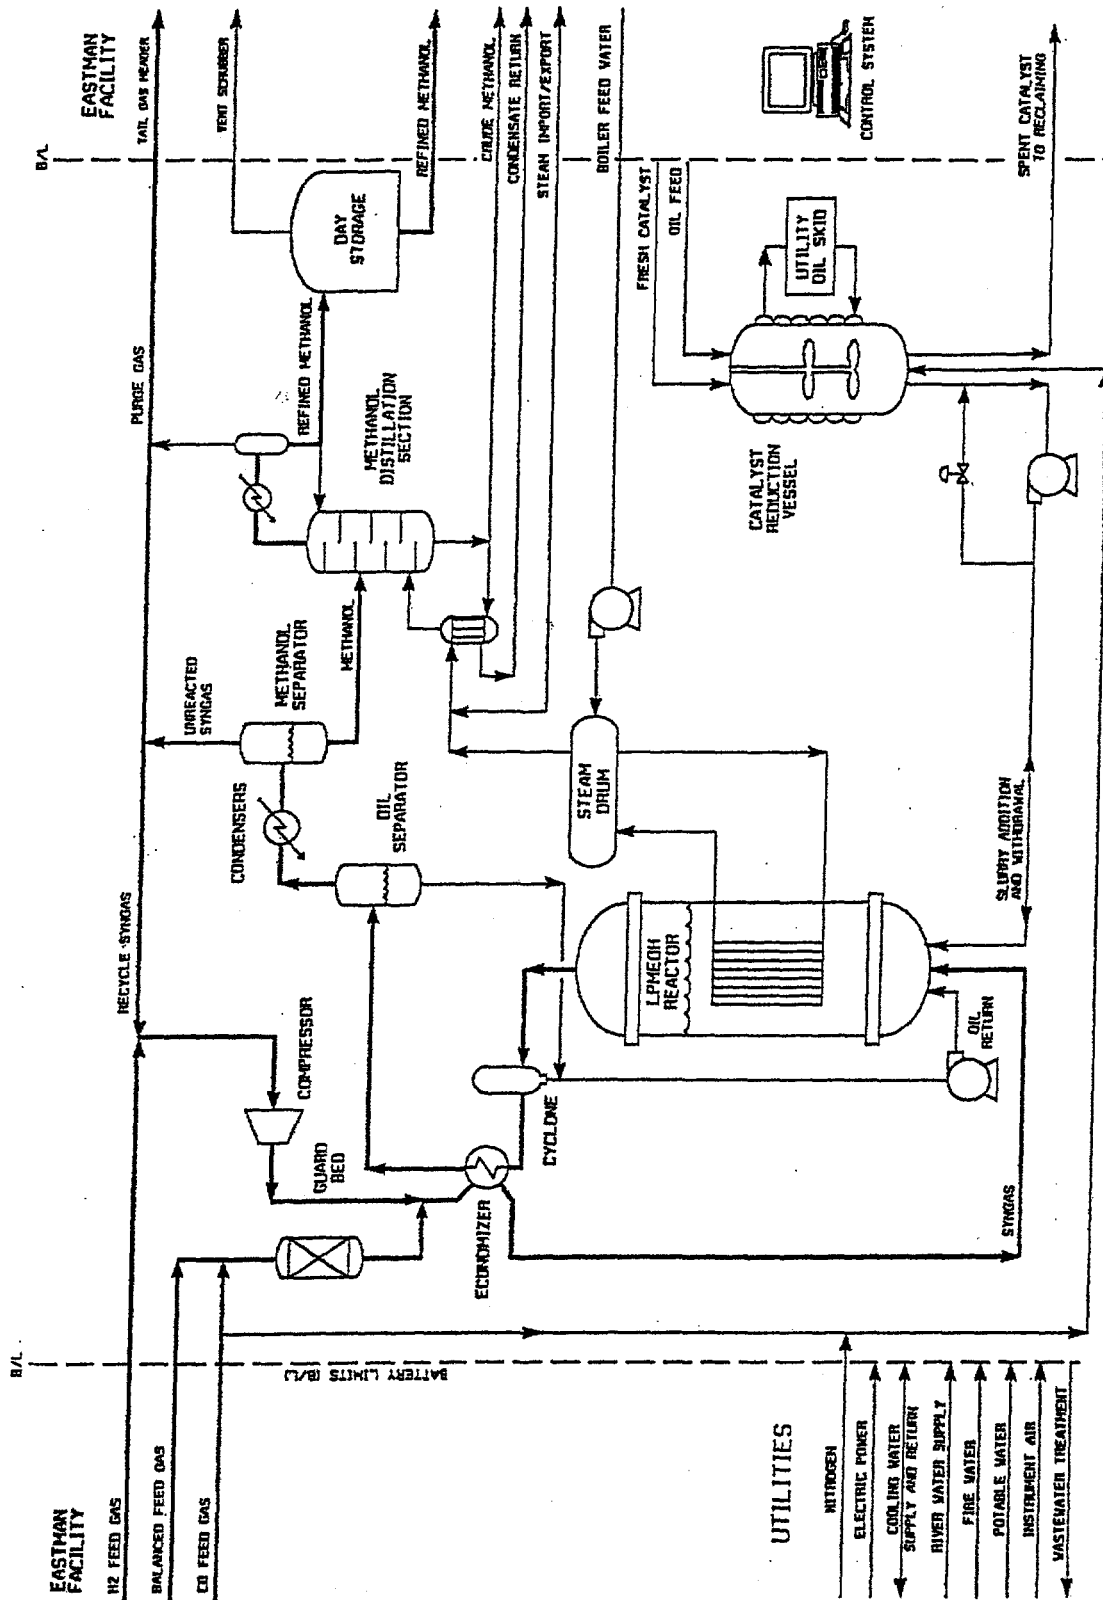 EASTMAN
FACILITY
H2 FEED GAS
BALANCED FEED GAS
CO FEED GAS
B/L
BATTERY LIMITS (B/L)
UTILITIES
NITROGEN
ELECTRIC POWER
COOLING WATER
SUPPLY AND RETURN
RIVER WATER SUPPLY
FIRE WATER
POTABLE WATER
INSTRUMENT AIR
WASTEWATER TREATMENT
RECYCLE SYNGAS
COMPRESSOR
GUARD
BED
ECONOMIZER
CYCLONE
SYNGAS
OIL
RETURN
LPMEOH
REACTOR
SLURRY ADDITION
AND WITHDRAWAL
STEAM
DRUM
OIL
SEPARATOR
CONDENSERS
UNREACTED
SYNGAS
METHANOL
SEPARATOR
METHANOL
PURGE GAS
REFINED METHANOL
METHANOL
DISTILLATION
SECTION
CATALYST
REDUCTION
VESSEL
DAY
STORAGE
UTILITY
OIL SKID
FRESH CATALYST
OIL FEED
B/L
EASTMAN
FACILITY
TAIL GAS HEADER
VENT SCRUBBER
REFINED METHANOL
CRUDE METHANOL
CONDENSATE RETURN
STEAM IMPORT/EXPORT
BOILER FEED WATER
CONTROL SYSTEM
SPENT CATALYST
TO RECLAIMING